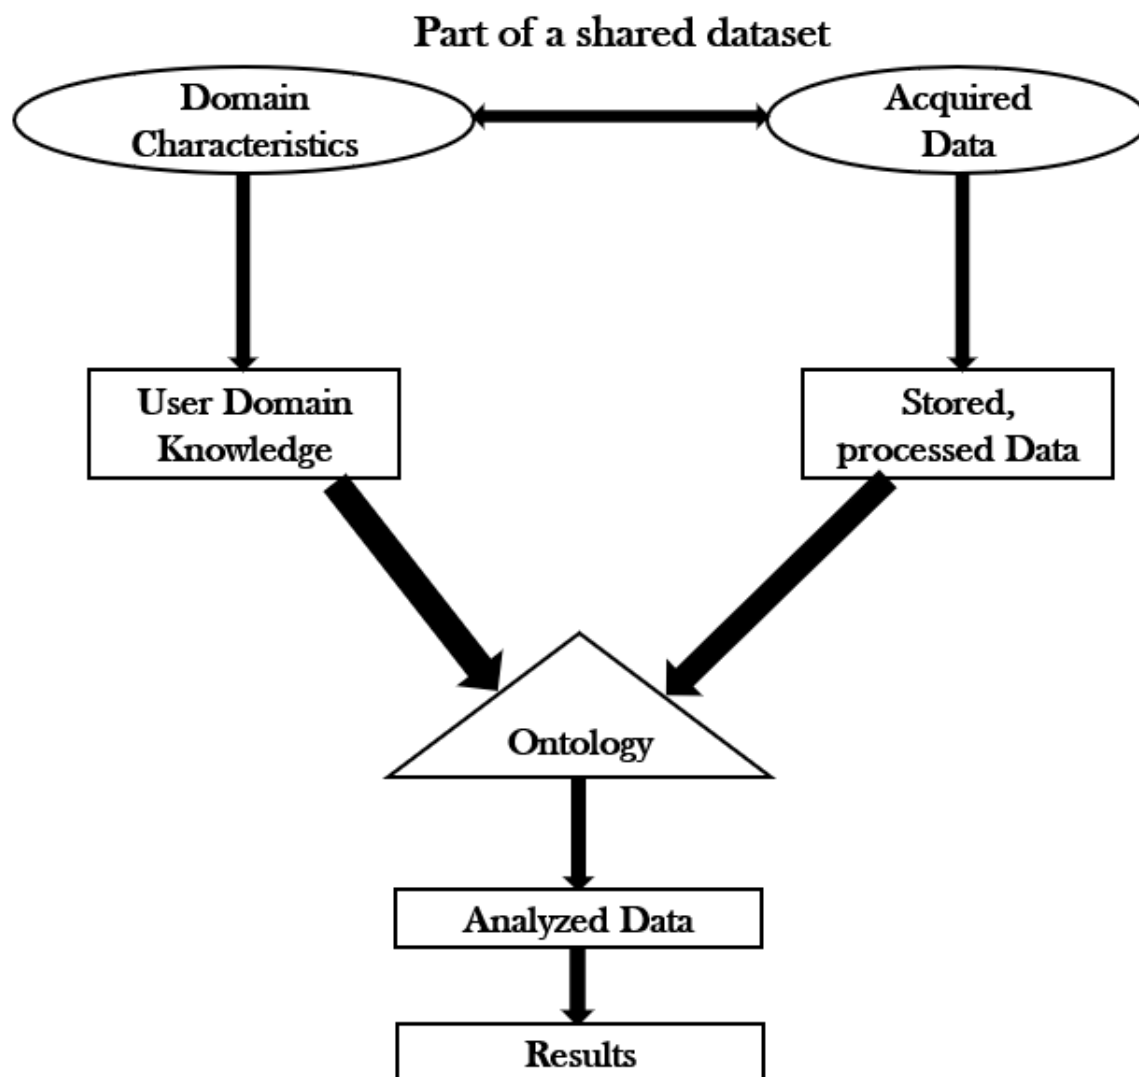 Part of a shared dataset
Domain
Characteristics
Acquired
Data
User Domain
Knowledge
Stored,
processed Data
Ontology
Analyzed Data
Results